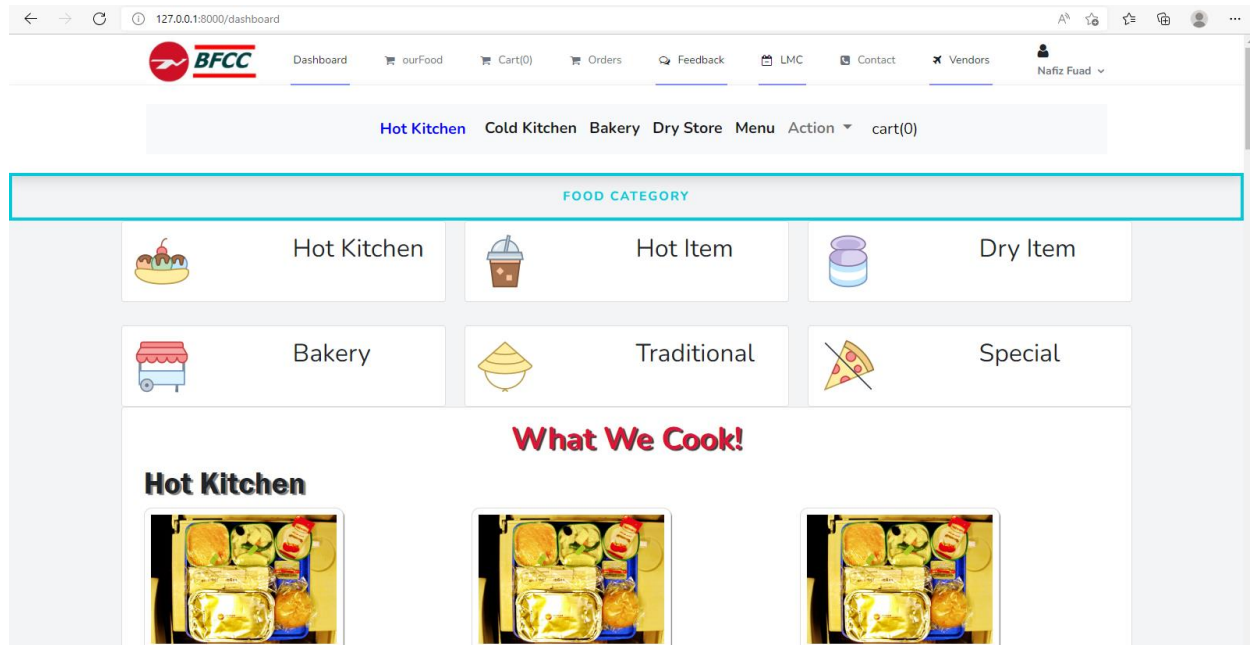 127.0.0.1:8000/dashboard
BFCC Dashboard ourFood Cart(0) Orders Feedback LMC Contact Vendors Nafiz Fuad
Hot Kitchen Cold Kitchen Bakery Dry Store Menu Action cart(0)
FOOD CATEGORY
Hot Kitchen Hot Item Dry Item
Bakery Traditional Special
What We Cook!
Hot Kitchen